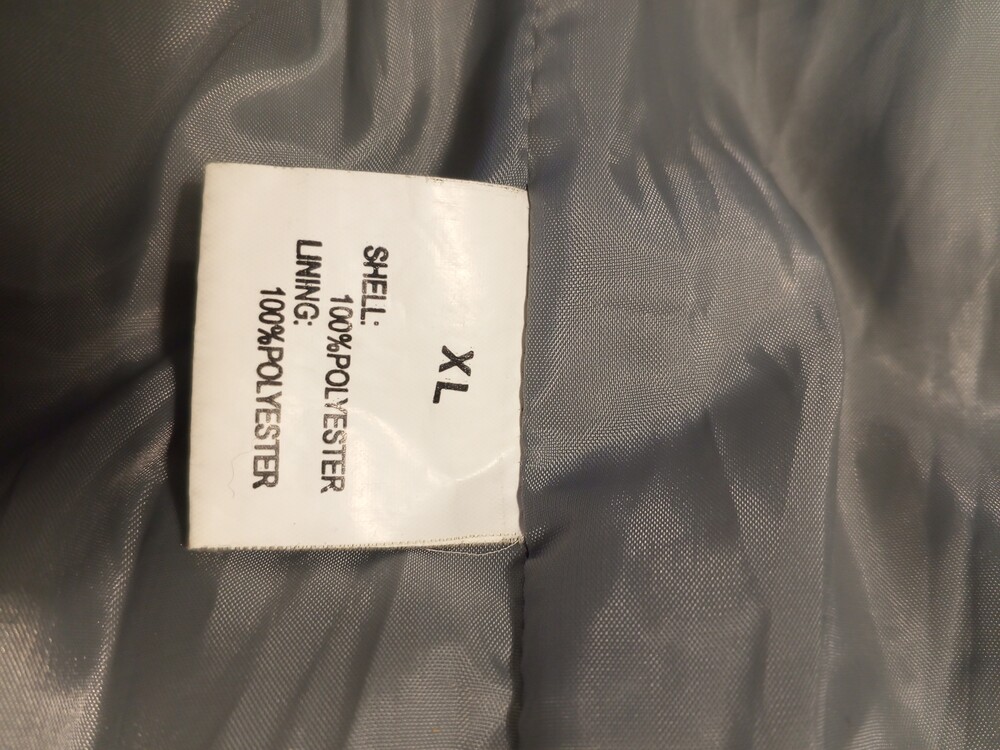 XL
SHELL:
100%POLYESTER
LINING:
100%POLYESTER